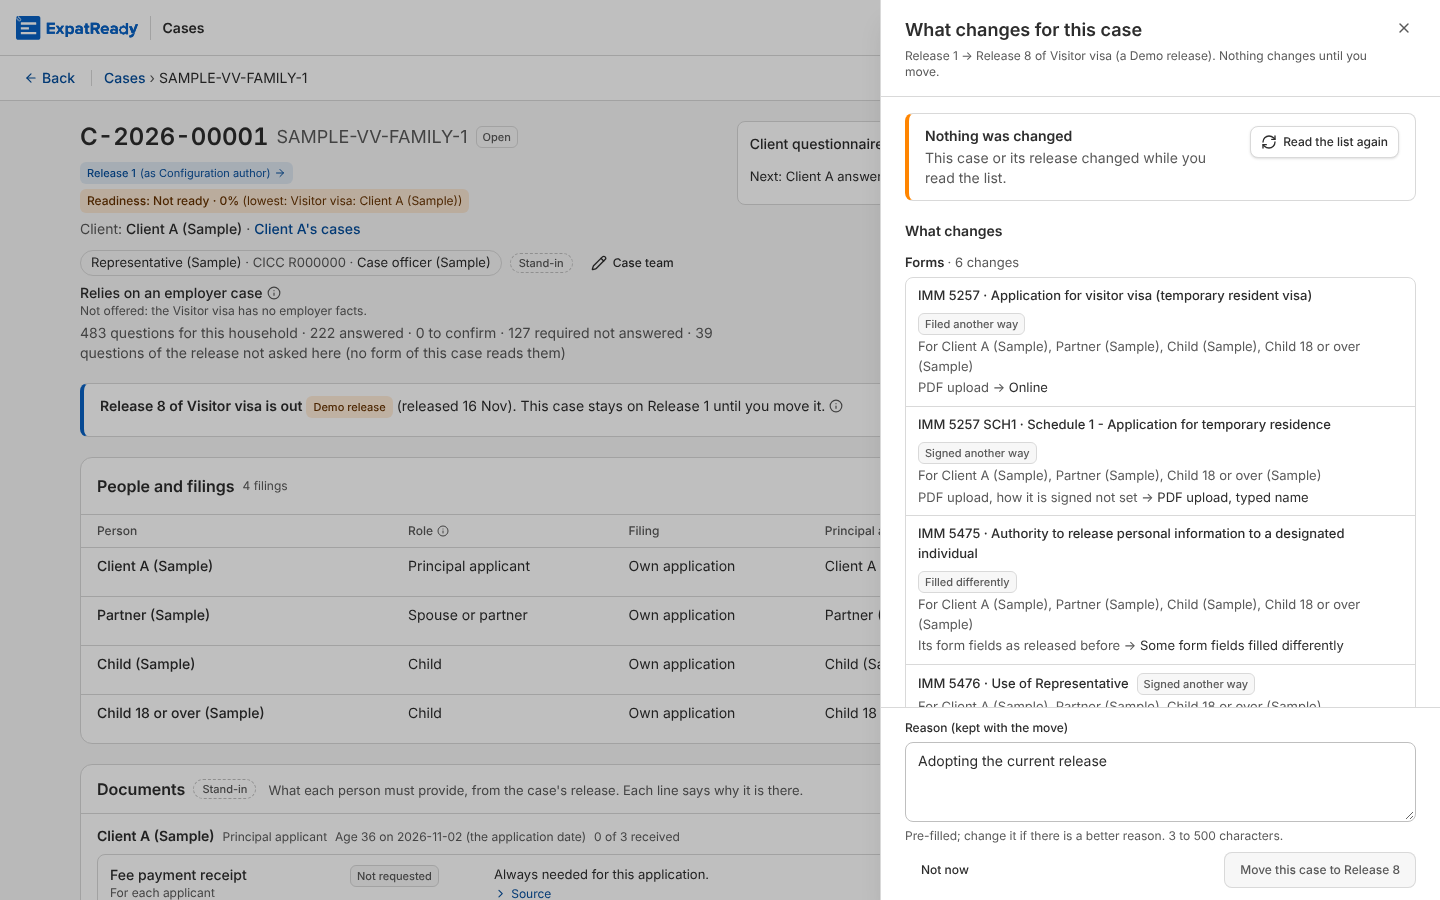 ExpatReady
Cases
Back
Cases › SAMPLE-VV-FAMILY-1
C-2026-00001 SAMPLE-VV-FAMILY-1 Open
Release 1 (as Configuration author) →
Readiness: Not ready · 0% (lowest: Visitor visa: Client A (Sample))
Client: Client A (Sample) · Client A's cases
Representative (Sample) · CICC R000000 · Case officer (Sample) Stand-in Case team
Relies on an employer case
Not offered: the Visitor visa has no employer facts.
483 questions for this household · 222 answered · 0 to confirm · 127 required not answered · 39
questions of the release not asked here (no form of this case reads them)
Client questionnaire
Next: Client A answer
Release 8 of Visitor visa is out Demo release (released 16 Nov). This case stays on Release 1 until you move it.
People and filings 4 filings
Person Role Filing Principal a
Client A (Sample) Principal applicant Own application Client A
Partner (Sample) Spouse or partner Own application Partner (
Child (Sample) Child Own application Child (Sa
Child 18 or over (Sample) Child Own application Child 18
Documents Stand-in What each person must provide, from the case's release. Each line says why it is there.
Client A (Sample) Principal applicant Age 36 on 2026-11-02 (the application date) 0 of 3 received
Fee payment receipt Not requested Always needed for this application.
For each applicant Source
What changes for this case
Release 1 → Release 8 of Visitor visa (a Demo release). Nothing changes until you
move.
Nothing was changed
This case or its release changed while you
read the list.
Read the list again
What changes
Forms · 6 changes
IMM 5257 · Application for visitor visa (temporary resident visa)
Filed another way
For Client A (Sample), Partner (Sample), Child (Sample), Child 18 or over
(Sample)
PDF upload → Online
IMM 5257 SCH1 · Schedule 1 - Application for temporary residence
Signed another way
For Client A (Sample), Partner (Sample), Child 18 or over (Sample)
PDF upload, how it is signed not set → PDF upload, typed name
IMM 5475 · Authority to release personal information to a designated
individual
Filled differently
For Client A (Sample), Partner (Sample), Child (Sample), Child 18 or over
(Sample)
Its form fields as released before → Some form fields filled differently
IMM 5476 · Use of Representative Signed another way
For Client A (Sample), Partner (Sample), Child 18 or over (Sample)
Reason (kept with the move)
Adopting the current release
Pre-filled; change it if there is a better reason. 3 to 500 characters.
Not now
Move this case to Release 8